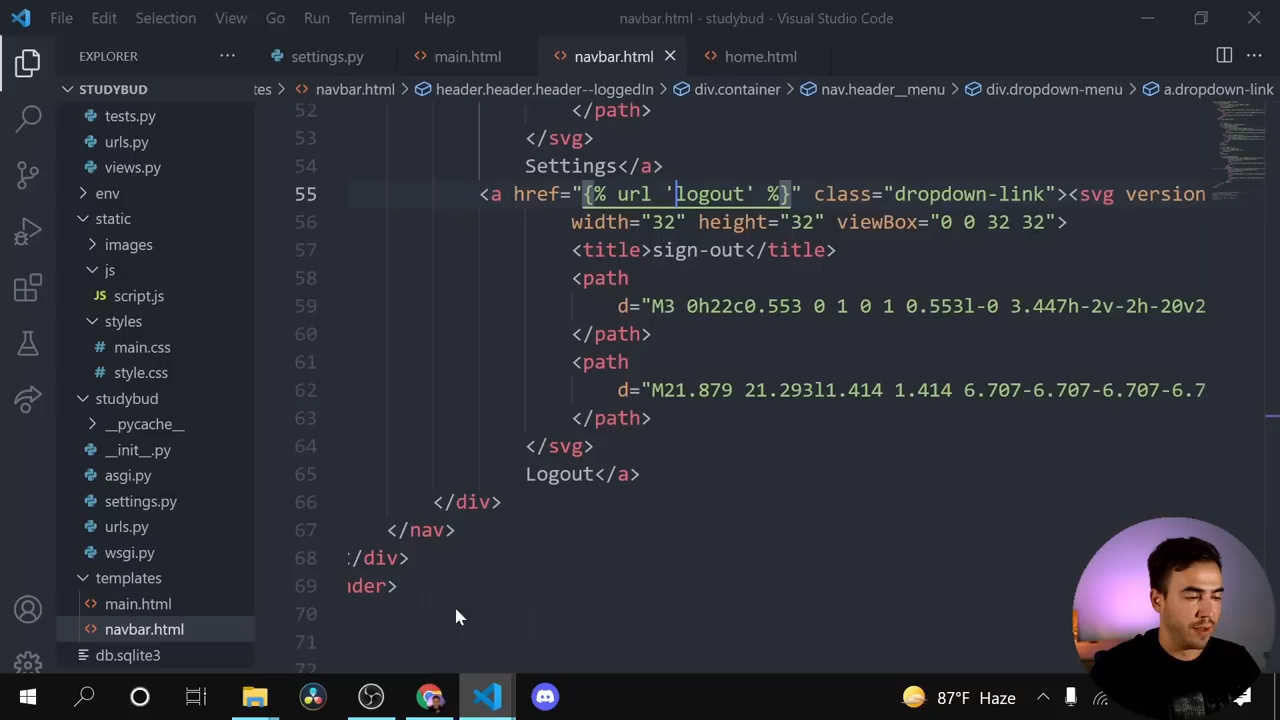 File Edit Selection View Go Run Terminal Help navbar.html - studybud - Visual Studio Code
EXPLORER ··· settings.py main.html navbar.html home.html ···
STUDYBUD
tes > navbar.html > header.header.header--loggedIn > div.container > nav.header__menu > div.dropdown-menu > a.dropdown-link
tests.py
urls.py
views.py
env
static
images
js
JS script.js
styles
# main.css
# style.css
studybud
__pycache__
__init__.py
asgi.py
settings.py
urls.py
wsgi.py
templates
main.html
navbar.html
db.sqlite3
52 </path>
53 </svg>
54 Settings</a>
55 <a href="{% url 'logout' %}" class="dropdown-link"><svg version
56 width="32" height="32" viewBox="0 0 32 32">
57 <title>sign-out</title>
58 <path
59 d="M3 0h22c0.553 0 1 0 1 0.553l-0 3.447h-2v-2h-20v2
60 </path>
61 <path
62 d="M21.879 21.293l1.414 1.414 6.707-6.707-6.707-6.7
63 </path>
64 </svg>
65 Logout</a>
66 </div>
67 </nav>
68 /div>
69 der>
70
71
72
87°F Haze